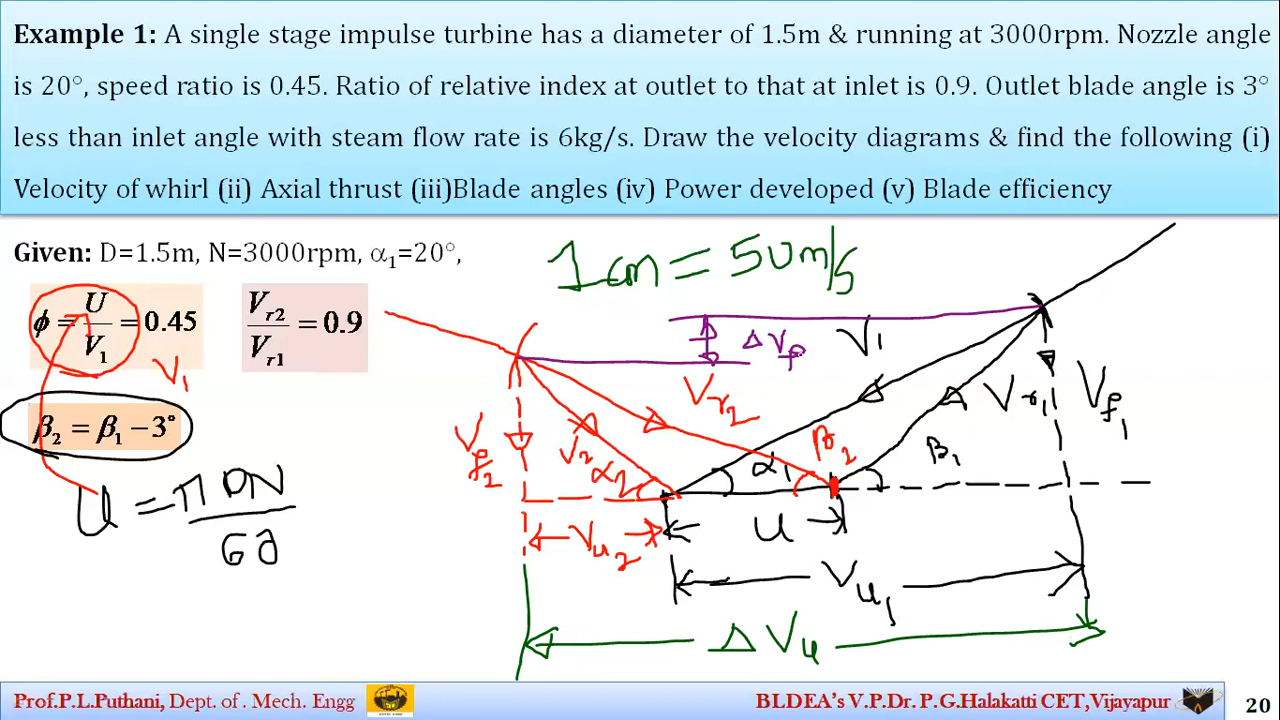 Example 1: A single stage impulse turbine has a diameter of 1.5m & running at 3000rpm. Nozzle angle
is 20°, speed ratio is 0.45. Ratio of relative index at outlet to that at inlet is 0.9. Outlet blade angle is 3°
less than inlet angle with steam flow rate is 6kg/s. Draw the velocity diagrams & find the following (i)
Velocity of whirl (ii) Axial thrust (iii)Blade angles (iv) Power developed (v) Blade efficiency
Given: D=1.5m, N=3000rpm, α₁=20°,
1 cm = 50 m/s
ϕ = U/V₁ = 0.45
Vr2/Vr1 = 0.9
V₁
β₂ = β₁ − 3°
U = πDN/60
ΔVf
V₁
Vr₂
Vr₁
Vf₁
Vf₂
V₂
α₂
α₁
β₂
β₁
Vu₂
u
Vu₁
ΔVu
Prof.P.L.Puthani, Dept. of . Mech. Engg
BLDEA's V.P.Dr. P.G.Halakatti CET,Vijayapur
20